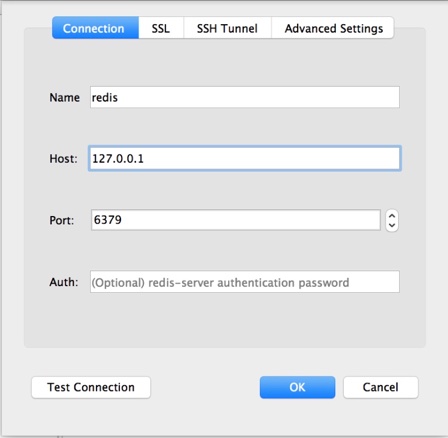 Connection SSL SSH Tunnel Advanced Settings
Name redis
Host: 127.0.0.1
Port: 6379
Auth: (Optional) redis-server authentication password
Test Connection OK Cancel